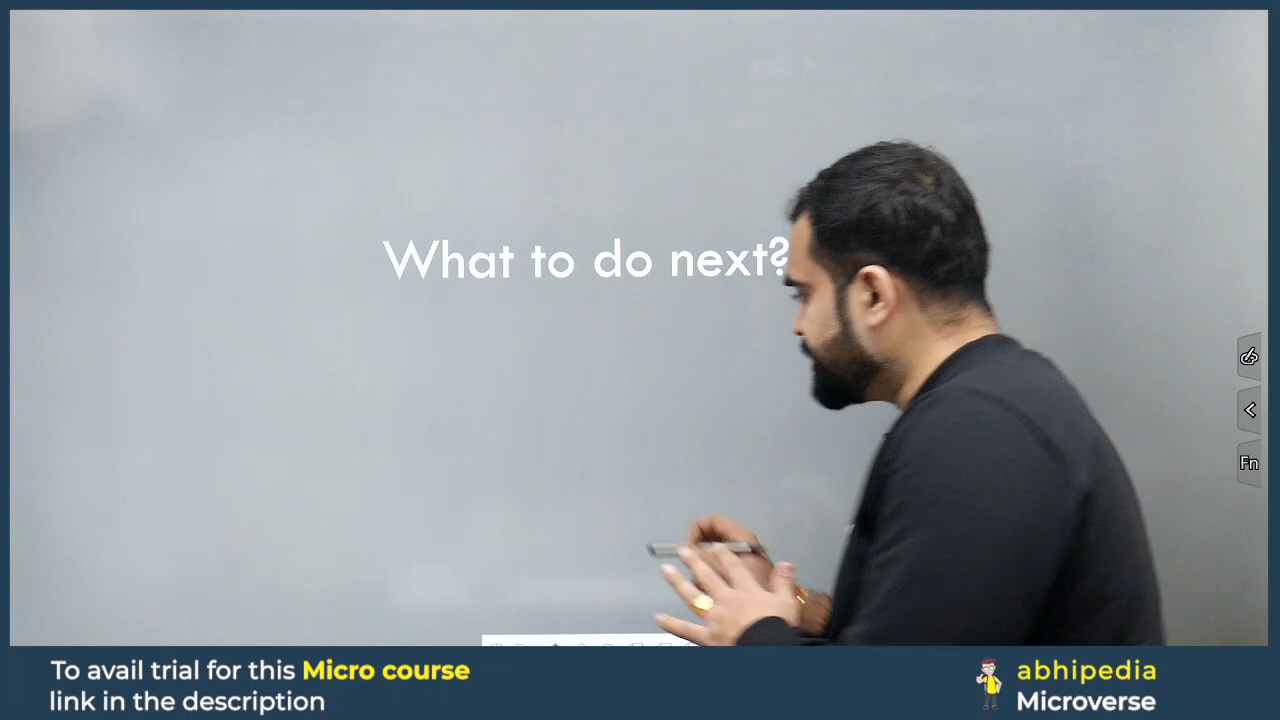 What to do next?
Fn
To avail trial for this Micro course
link in the description
abhipedia
Microverse